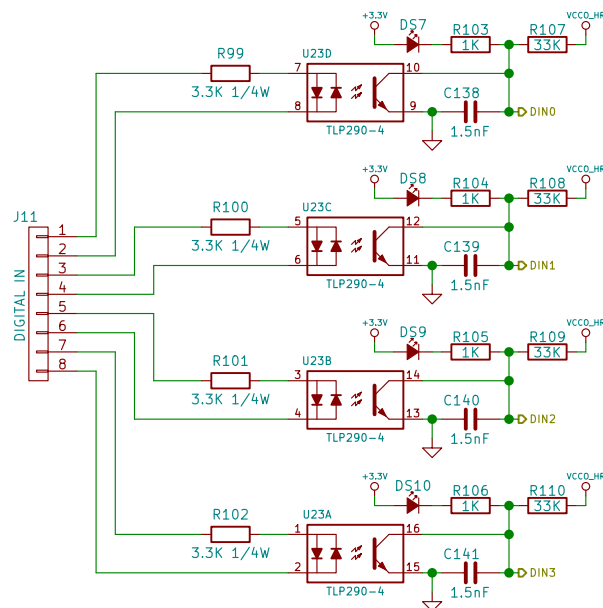 +3.3V
DS7
R103
1K
R107
33K
VCCO_HR
R99
3.3K 1/4W
U23D
7
8
10
9
TLP290-4
C138
1.5nF
DIN0
+3.3V
DS8
R104
1K
R108
33K
VCCO_HR
R100
3.3K 1/4W
U23C
5
6
12
11
TLP290-4
C139
1.5nF
DIN1
J11
DIGITAL IN
1
2
3
4
5
6
7
8
+3.3V
DS9
R105
1K
R109
33K
VCCO_HR
R101
3.3K 1/4W
U23B
3
4
14
13
TLP290-4
C140
1.5nF
DIN2
+3.3V
DS10
R106
1K
R110
33K
VCCO_HR
R102
3.3K 1/4W
U23A
1
2
16
15
TLP290-4
C141
1.5nF
DIN3